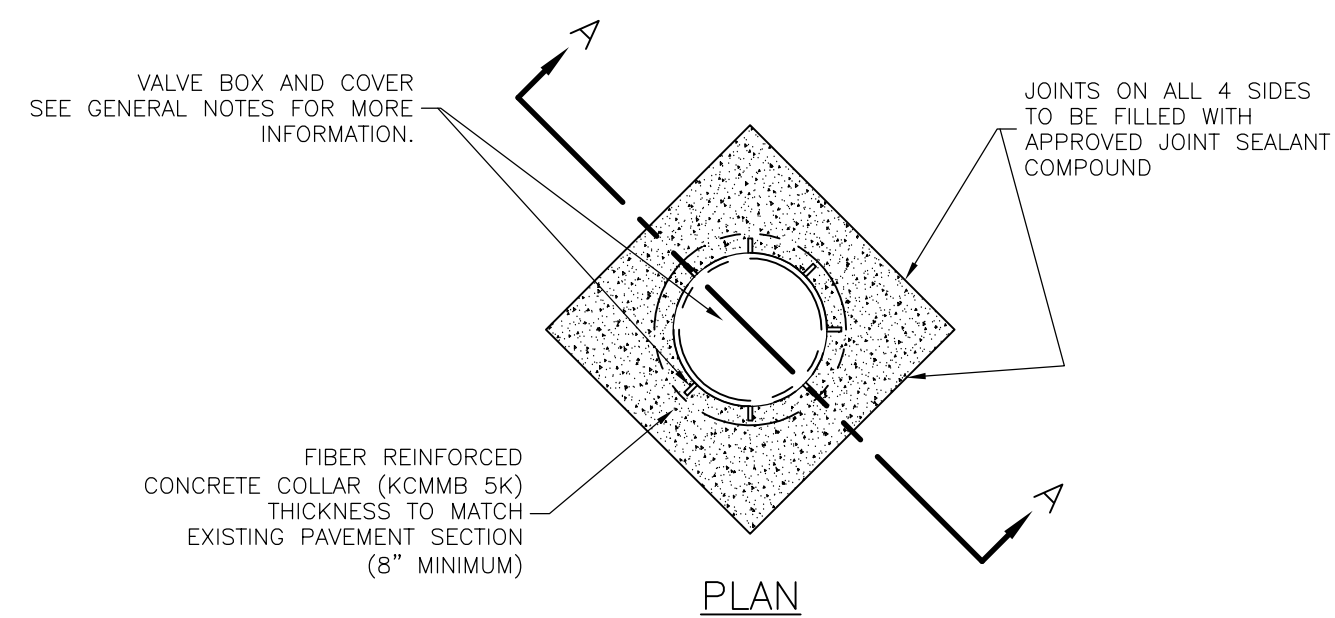 A
VALVE BOX AND COVER
SEE GENERAL NOTES FOR MORE
INFORMATION.
JOINTS ON ALL 4 SIDES
TO BE FILLED WITH
APPROVED JOINT SEALANT
COMPOUND
FIBER REINFORCED
CONCRETE COLLAR (KCMMB 5K)
THICKNESS TO MATCH
EXISTING PAVEMENT SECTION
(8" MINIMUM)
A
PLAN